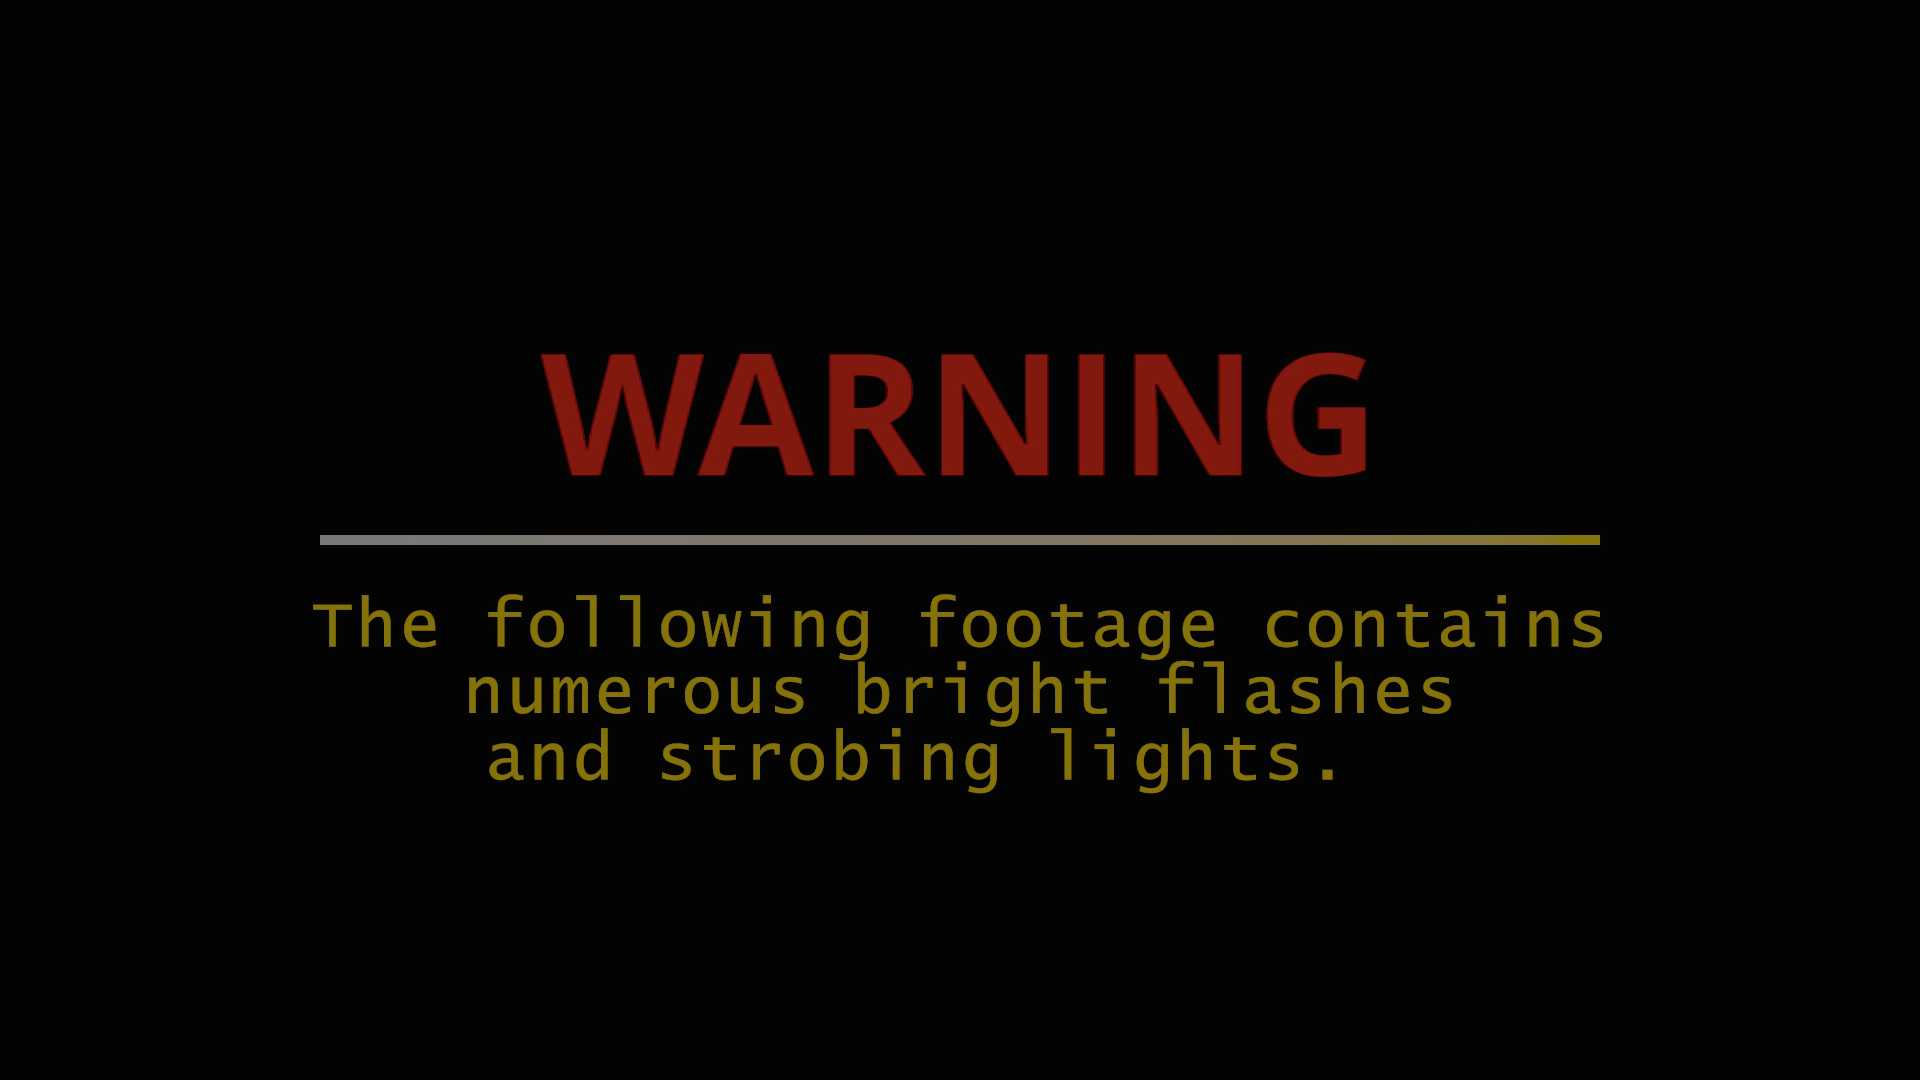 WARNING
The following footage contains
numerous bright flashes
and strobing lights.